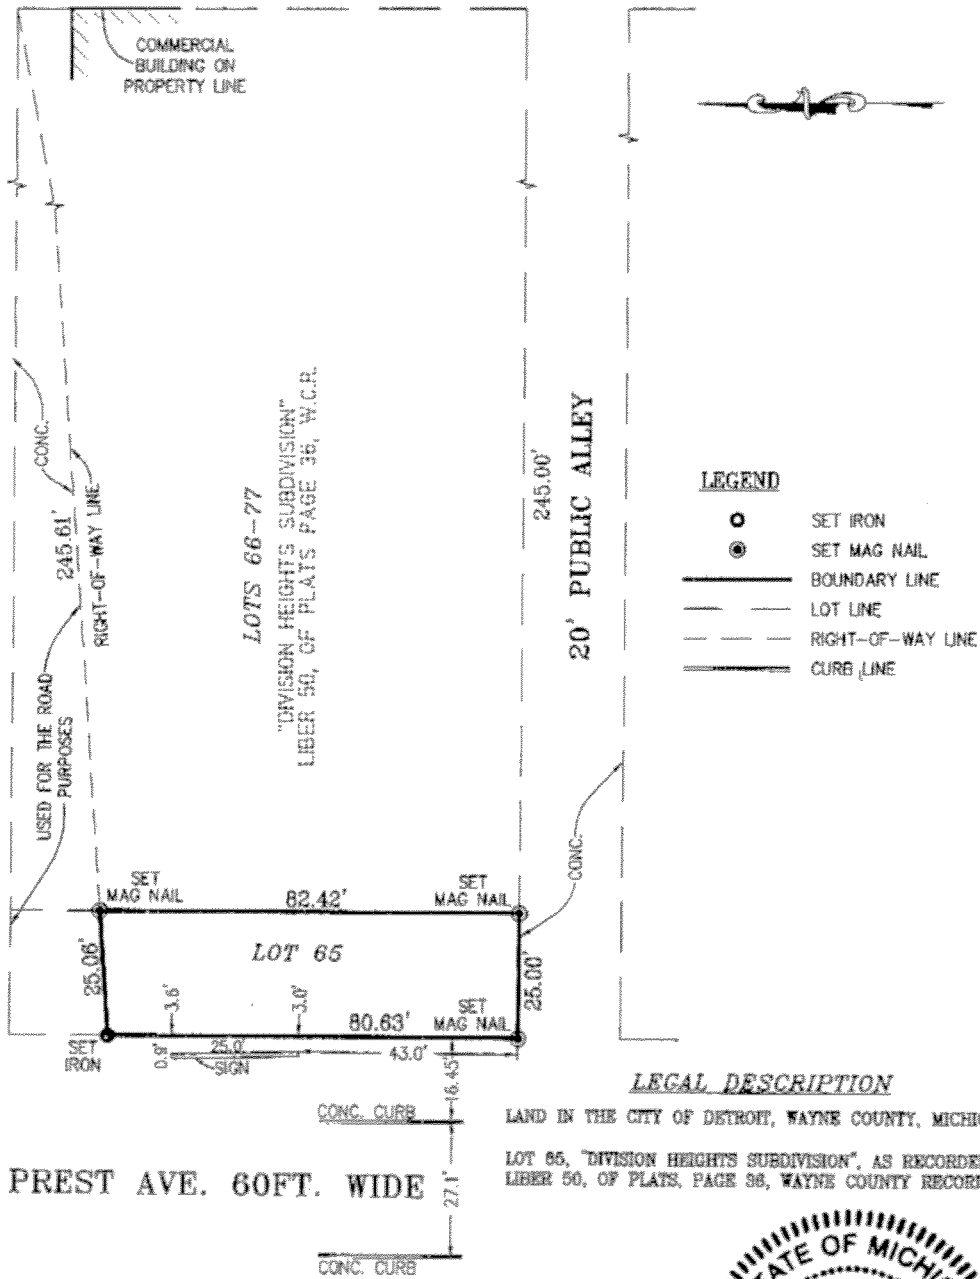 COMMERCIAL
BUILDING ON
PROPERTY LINE
CONC.
245.61'
RIGHT-OF-WAY LINE
USED FOR THE ROAD
PURPOSES
LOTS 66-77
"DIVISION HEIGHTS SUBDIVISION"
LIBER 50, OF PLATS PAGE 36, W.C.R.
245.00'
20' PUBLIC ALLEY
LEGEND
SET IRON
SET MAG NAIL
BOUNDARY LINE
LOT LINE
RIGHT-OF-WAY LINE
CURB LINE
CONC.
SET
MAG NAIL
82.42'
SET
MAG NAIL
25.06'
LOT 65
25.00'
3.6'
3.0'
80.63'
SET
MAG NAIL
SET
IRON
0.9'
25.0'
SIGN
43.0'
16.45'
CONC. CURB
PREST AVE. 60FT. WIDE
27.1'
CONC. CURB
LEGAL DESCRIPTION
LAND IN THE CITY OF DETROIT, WAYNE COUNTY, MICHI
LOT 65, "DIVISION HEIGHTS SUBDIVISION", AS RECORDE
LIBER 50, OF PLATS, PAGE 36, WAYNE COUNTY RECOR
ATE OF MICHI